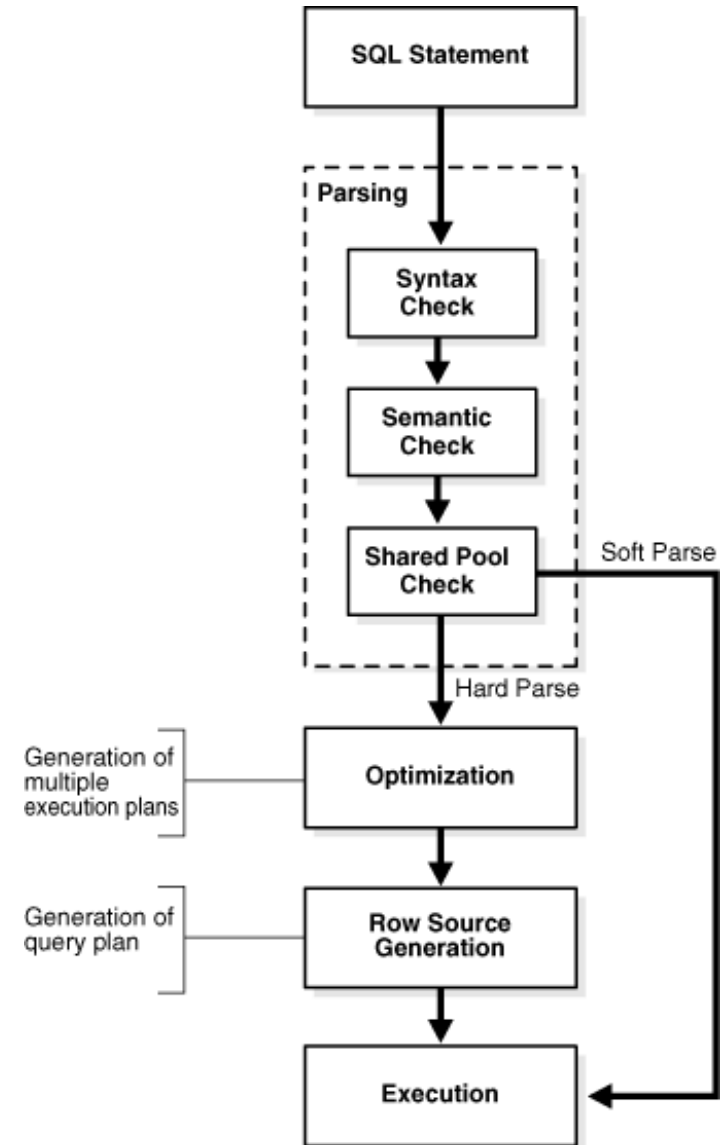 SQL Statement
Parsing
Syntax
Check
Semantic
Check
Shared Pool
Check
Soft Parse
Hard Parse
Generation of
multiple
execution plans
Optimization
Generation of
query plan
Row Source
Generation
Execution